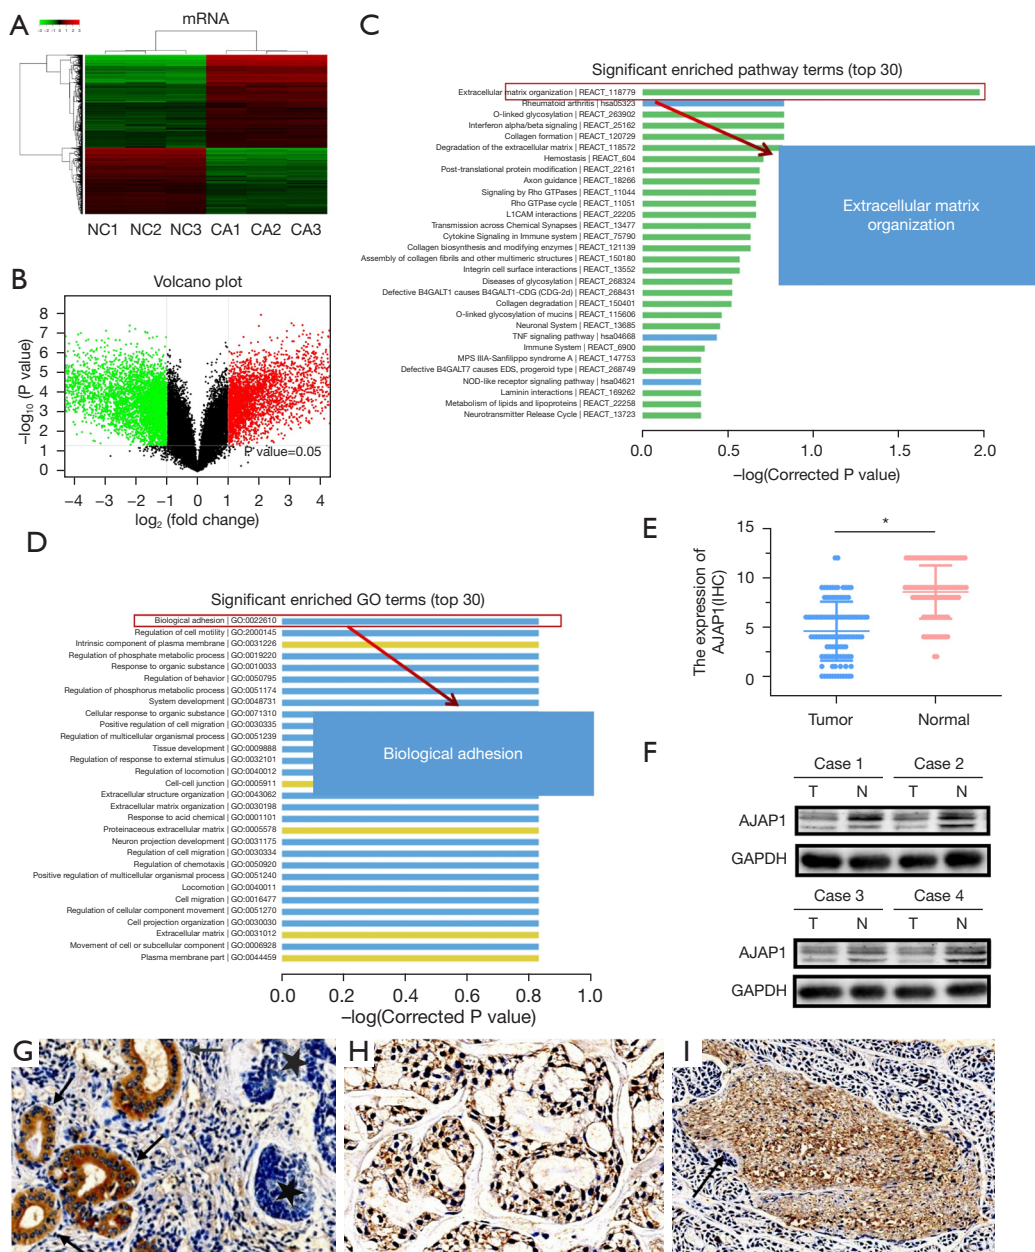 A
mRNA
NC1 NC2 NC3 CA1 CA2 CA3
B
Volcano plot
−log10 (P value)
8
7
6
5
4
3
2
1
0
P value=0.05
−4 −3 −2 −1 0 1 2 3 4
log2 (fold change)
C
Significant enriched pathway terms (top 30)
Extracellular matrix organization | REACT_118779
Rheumatoid arthritis | hsa05323
O-linked glycosylation | REACT_263902
Interferon alpha/beta signaling | REACT_25162
Collagen formation | REACT_120729
Degradation of the extracellular matrix | REACT_118572
Hemostasis | REACT_604
Post-translational protein modification | REACT_22161
Axon guidance | REACT_18266
Signaling by Rho GTPases | REACT_11044
Rho GTPase cycle | REACT_11051
L1CAM interactions | REACT_22205
Transmission across Chemical Synapses | REACT_13477
Cytokine Signaling in Immune system | REACT_75790
Collagen biosynthesis and modifying enzymes | REACT_121139
Assembly of collagen fibrils and other multimeric structures | REACT_150180
Integrin cell surface interactions | REACT_13552
Diseases of glycosylation | REACT_268324
Defective B4GALT1 causes B4GALT1-CDG (CDG-2d) | REACT_268431
Collagen degradation | REACT_150401
O-linked glycosylation of mucins | REACT_115606
Neuronal System | REACT_13685
TNF signaling pathway | hsa04668
Immune System | REACT_6900
MPS IIIA-Sanfilippo syndrome A | REACT_147753
Defective B4GALT7 causes EDS, progeroid type | REACT_268749
NOD-like receptor signaling pathway | hsa04621
Laminin interactions | REACT_169262
Metabolism of lipids and lipoproteins | REACT_22258
Neurotransmitter Release Cycle | REACT_13723
Extracellular matrix
organization
0.0 0.5 1.0 1.5 2.0
−log(Corrected P value)
D
Significant enriched GO terms (top 30)
Biological adhesion | GO:0022610
Regulation of cell motility | GO:2000145
Intrinsic component of plasma membrane | GO:0031226
Regulation of phosphate metabolic process | GO:0019220
Response to organic substance | GO:0010033
Regulation of behavior | GO:0050795
Regulation of phosphorus metabolic process | GO:0051174
System development | GO:0048731
Cellular response to organic substance | GO:0071310
Positive regulation of cell migration | GO:0030335
Regulation of multicellular organismal process | GO:0051239
Tissue development | GO:0009888
Regulation of response to external stimulus | GO:0032101
Regulation of locomotion | GO:0040012
Cell-cell junction | GO:0005911
Extracellular structure organization | GO:0043062
Extracellular matrix organization | GO:0030198
Response to acid chemical | GO:0001101
Proteinaceous extracellular matrix | GO:0005578
Neuron projection development | GO:0031175
Regulation of cell migration | GO:0030334
Regulation of chemotaxis | GO:0050920
Positive regulation of multicellular organismal process | GO:0051240
Locomotion | GO:0040011
Cell migration | GO:0016477
Regulation of cellular component movement | GO:0051270
Cell projection organization | GO:0030030
Extracellular matrix | GO:0031012
Movement of cell or subcellular component | GO:0006928
Plasma membrane part | GO:0044459
Biological adhesion
0.0 0.2 0.4 0.6 0.8 1.0
−log(Corrected P value)
E
The expression of
AJAP1(IHC)
15
10
5
0
*
Tumor Normal
F
Case 1 Case 2
T N T N
AJAP1
GAPDH
Case 3 Case 4
T N T N
AJAP1
GAPDH
G
H
I